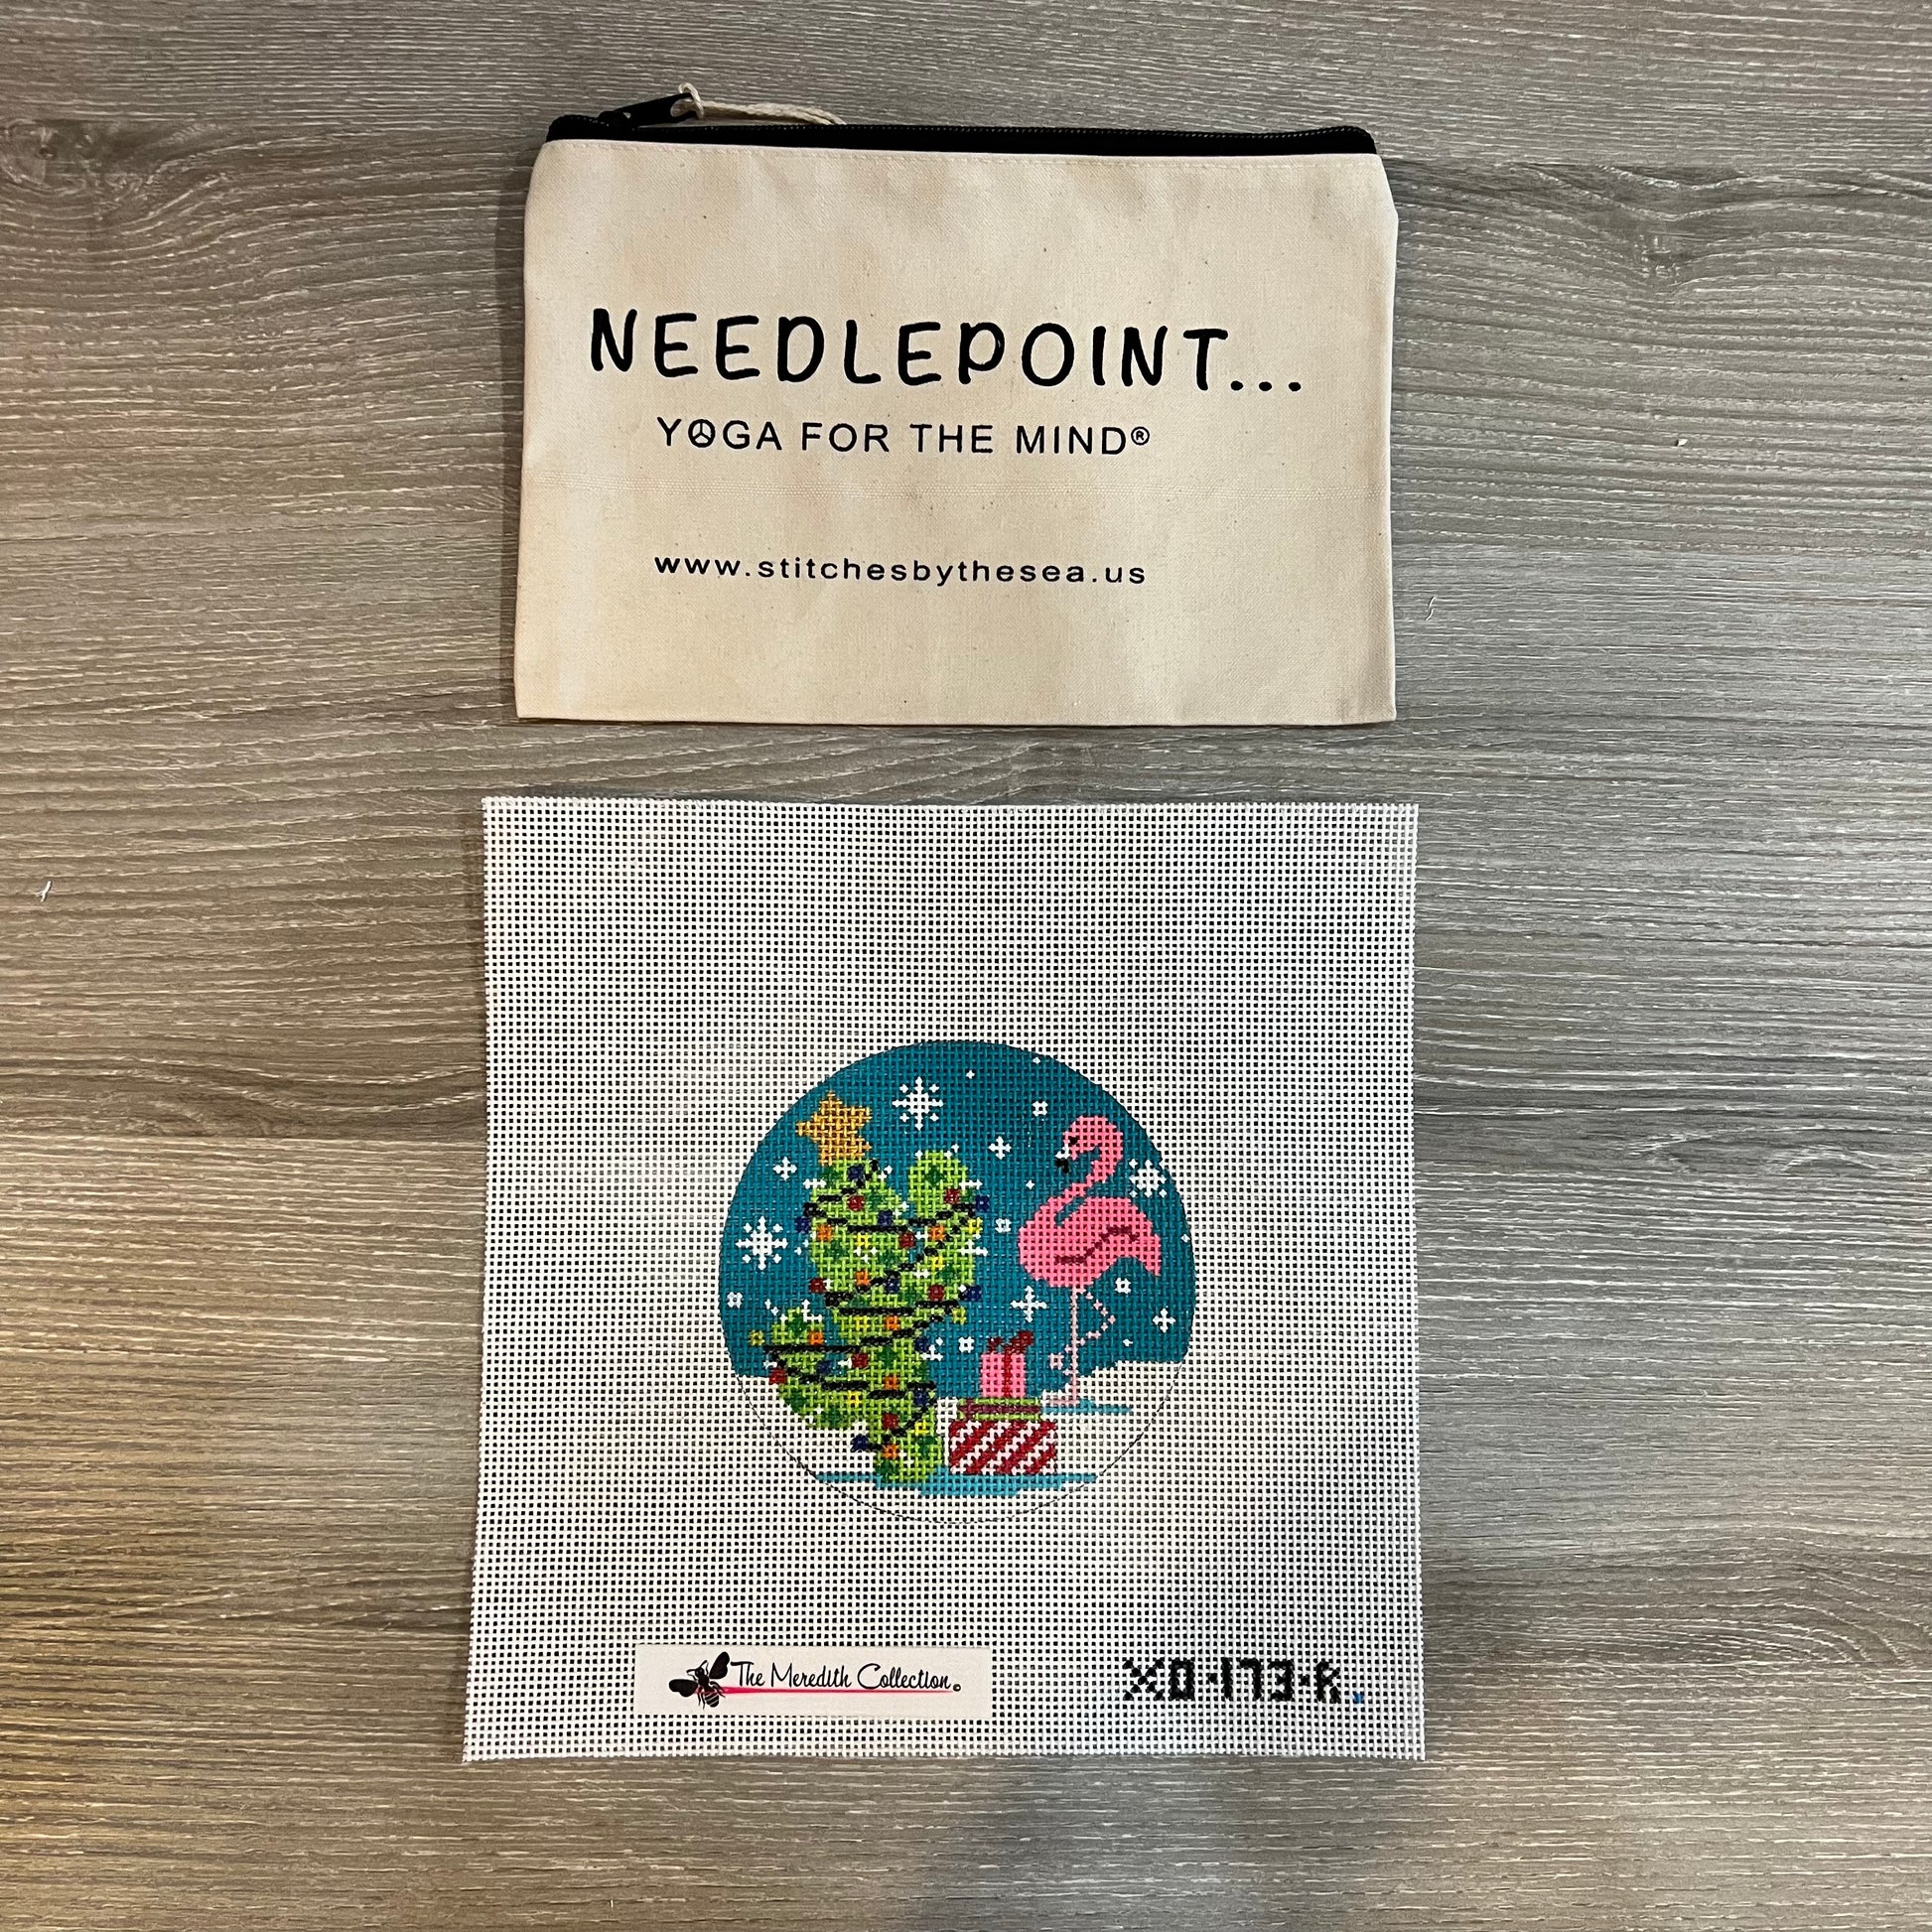 NEEDLEPOINT...
YOGA FOR THE MIND®
www.stitchesbythesea.us
The Meredith Collection©
XO·173·R.